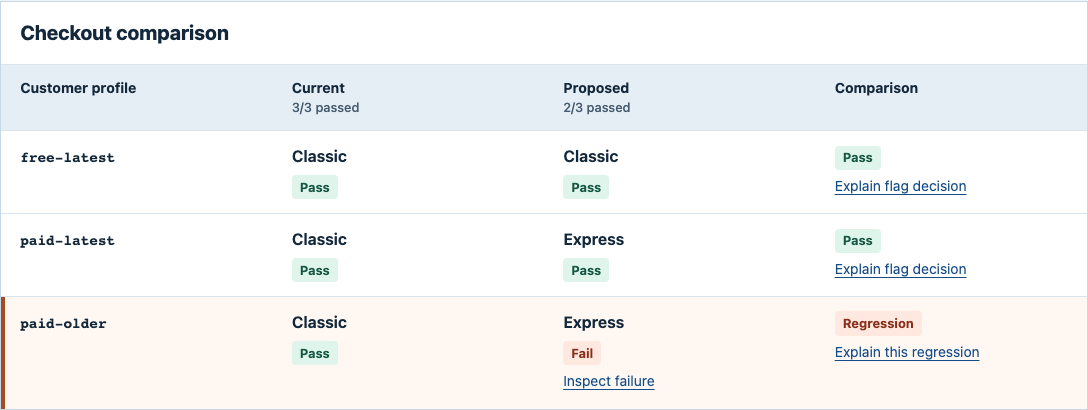 Checkout comparison
Customer profile
Current
3/3 passed
Proposed
2/3 passed
Comparison
free-latest
Classic
Pass
Classic
Pass
Pass
Explain flag decision
paid-latest
Classic
Pass
Express
Pass
Pass
Explain flag decision
paid-older
Classic
Pass
Express
Fail
Inspect failure
Regression
Explain this regression